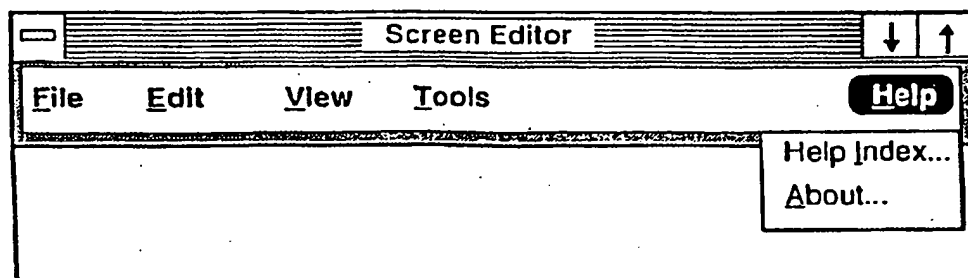 Screen Editor
File Edit View Tools Help
Help Index...
About...